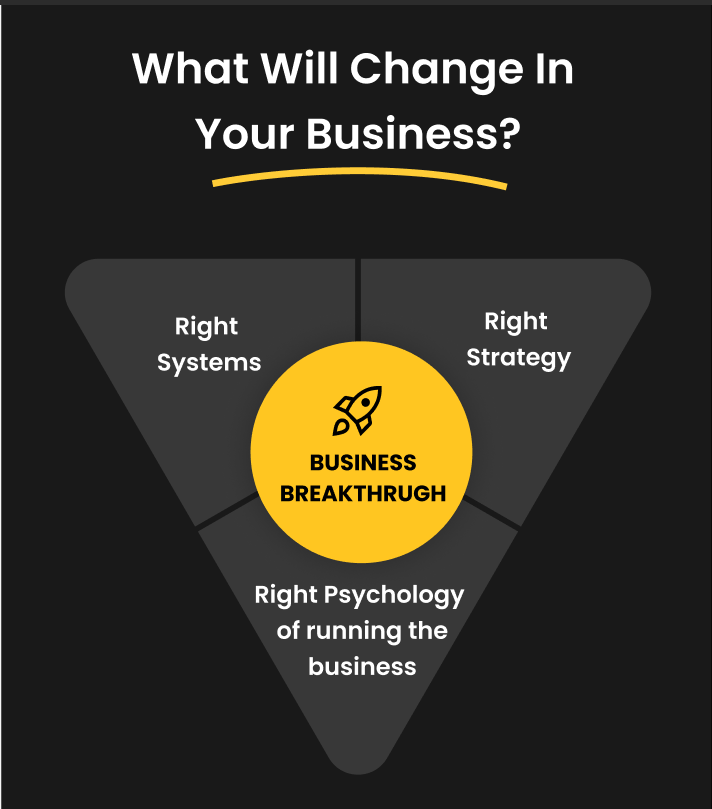 What Will Change In
Your Business?
Right
Systems
Right
Strategy
BUSINESS
BREAKTHRUGH
Right Psychology
of running the
business